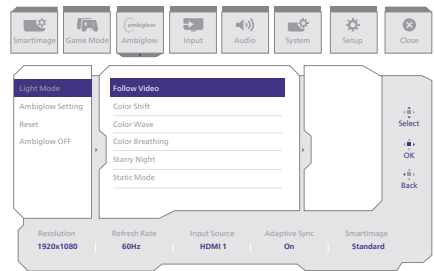 ambiglow
SmartImage Game Mode Ambiglow Input Audio System Setup Close
Light Mode Follow Video
Ambiglow Setting Color Shift
Reset Color Wave
Ambiglow OFF Color Breathing
Starry Night
Static Mode
Select
OK
Back
Resolution Refresh Rate Input Source Adaptive Sync SmartImage
1920x1080 60Hz HDMI 1 On Standard